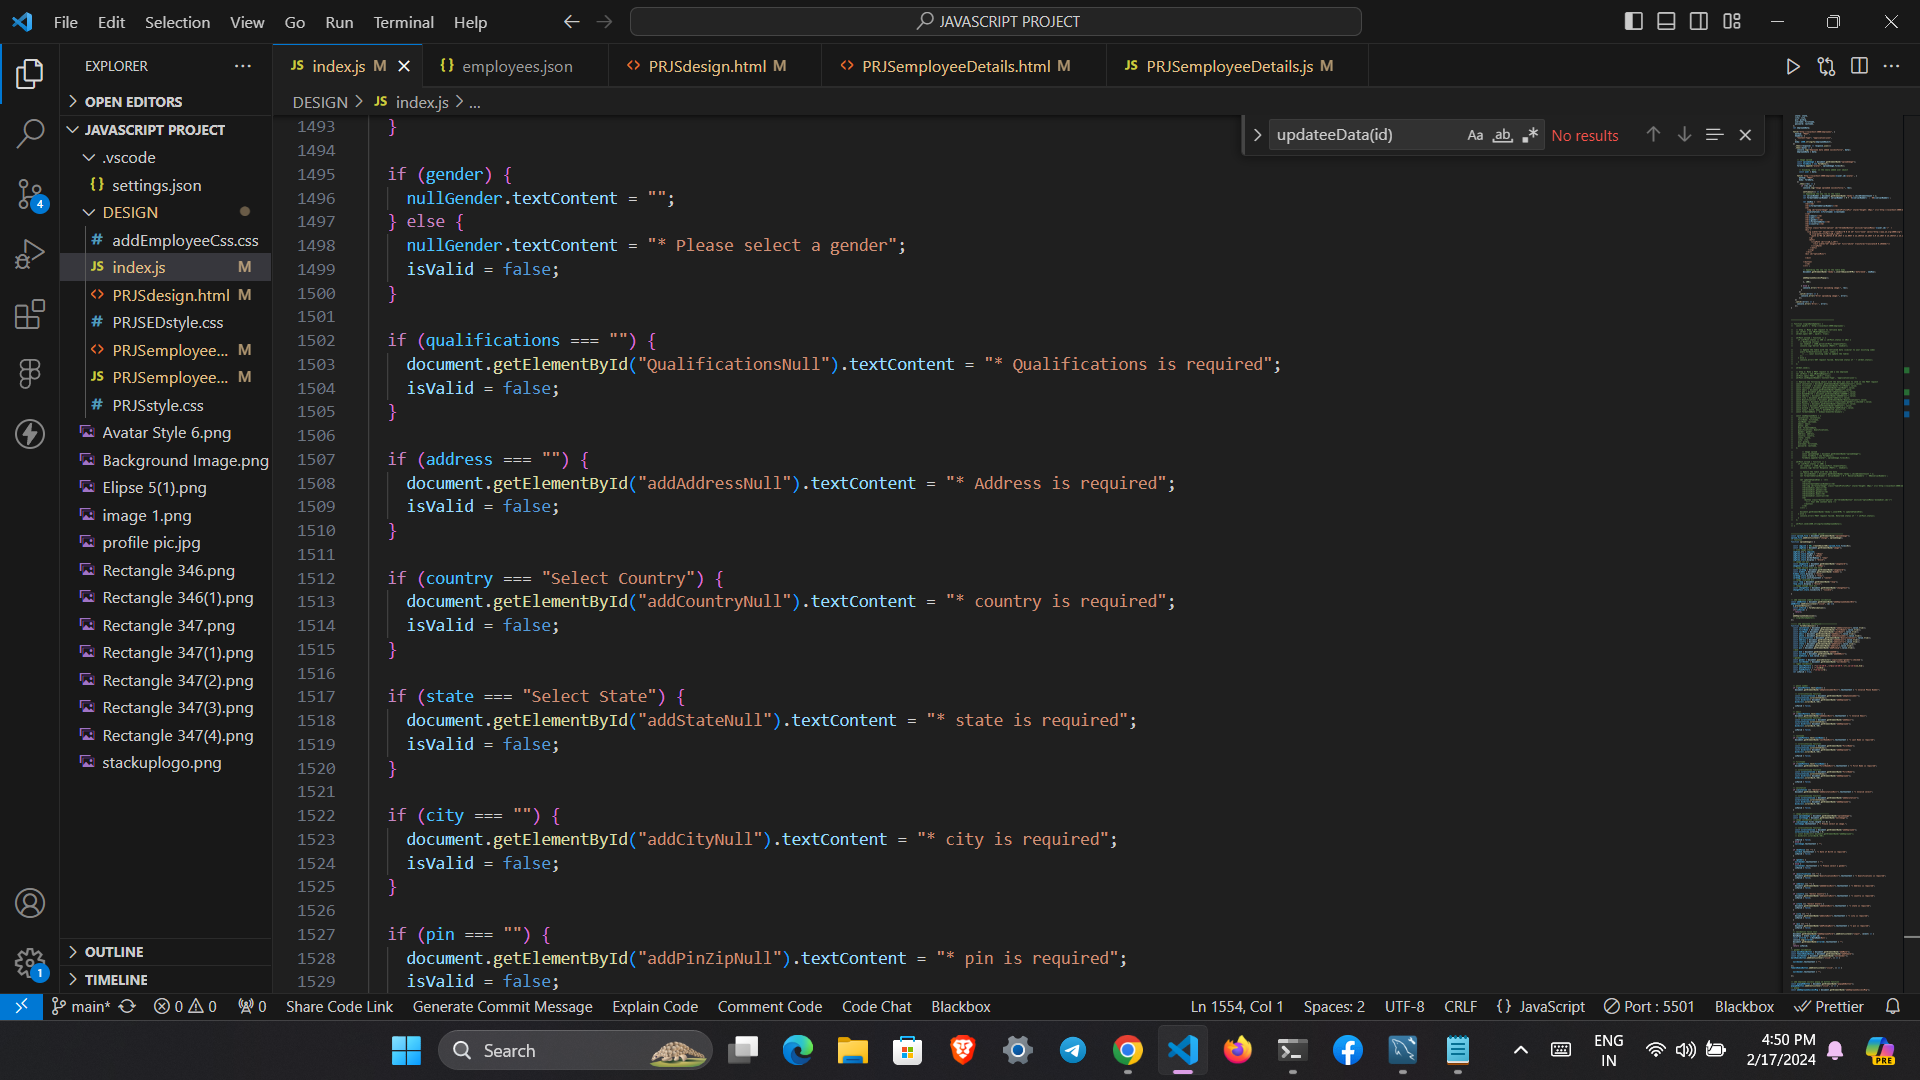 File Edit Selection View Go Run Terminal Help
JAVASCRIPT PROJECT
EXPLORER
JS index.js M
{} employees.json
<> PRJSdesign.html M
<> PRJSemployeeDetails.html M
JS PRJSemployeeDetails.js M
OPEN EDITORS
JAVASCRIPT PROJECT
.vscode
{} settings.json
DESIGN
# addEmployeeCss.css
JS index.js M
<> PRJSdesign.html M
# PRJSEDstyle.css
<> PRJSemployee... M
JS PRJSemployee... M
# PRJSstyle.css
Avatar Style 6.png
Background Image.png
Elipse 5(1).png
image 1.png
profile pic.jpg
Rectangle 346.png
Rectangle 346(1).png
Rectangle 347.png
Rectangle 347(1).png
Rectangle 347(2).png
Rectangle 347(3).png
Rectangle 347(4).png
stackuplogo.png
OUTLINE
TIMELINE
4
1
DESIGN > JS index.js > ...
updateeData(id) Aa ab No results
1493 }
1494
1495 if (gender) {
1496 nullGender.textContent = "";
1497 } else {
1498 nullGender.textContent = "* Please select a gender";
1499 isValid = false;
1500 }
1501
1502 if (qualifications === "") {
1503 document.getElementById("QualificationsNull").textContent = "* Qualifications is required";
1504 isValid = false;
1505 }
1506
1507 if (address === "") {
1508 document.getElementById("addAddressNull").textContent = "* Address is required";
1509 isValid = false;
1510 }
1511
1512 if (country === "Select Country") {
1513 document.getElementById("addCountryNull").textContent = "* country is required";
1514 isValid = false;
1515 }
1516
1517 if (state === "Select State") {
1518 document.getElementById("addStateNull").textContent = "* state is required";
1519 isValid = false;
1520 }
1521
1522 if (city === "") {
1523 document.getElementById("addCityNull").textContent = "* city is required";
1524 isValid = false;
1525 }
1526
1527 if (pin === "") {
1528 document.getElementById("addPinZipNull").textContent = "* pin is required";
1529 isValid = false;
main* 0 0 0 Share Code Link Generate Commit Message Explain Code Comment Code Code Chat Blackbox
Ln 1554, Col 1 Spaces: 2 UTF-8 CRLF {} JavaScript Port : 5501 Blackbox Prettier
Search
ENG
IN
4:50 PM
2/17/2024
PRE